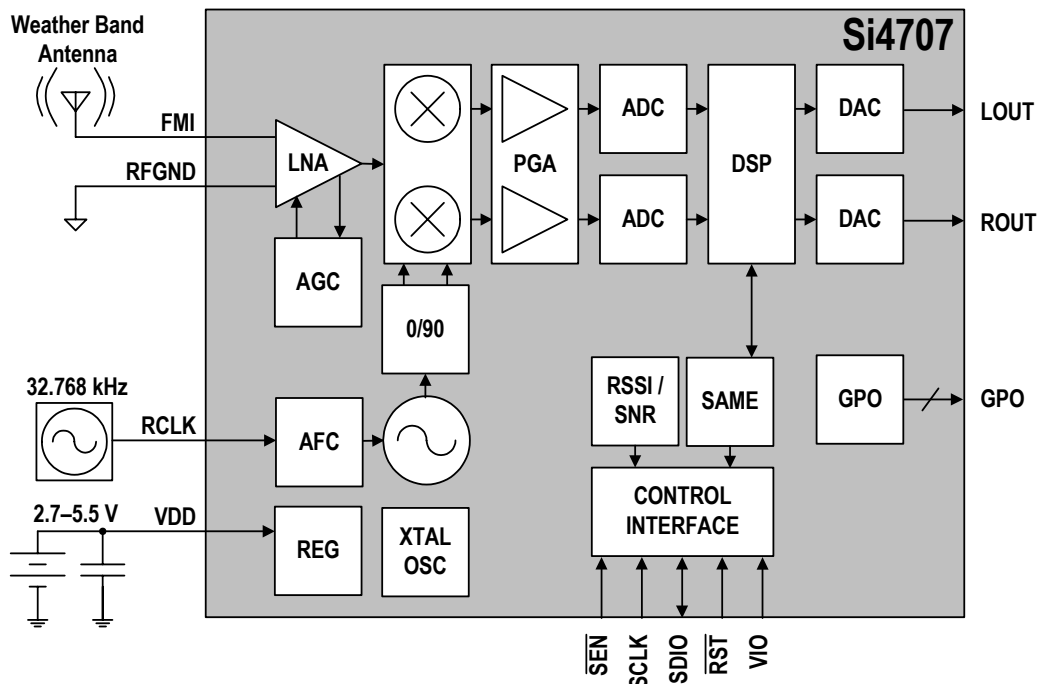 Si4707
Weather Band
Antenna
FMI
RFGND
LNA
AGC
0/90
PGA
ADC
ADC
DSP
DAC
DAC
LOUT
ROUT
32.768 kHz
RCLK
AFC
RSSI /
SNR
SAME
GPO
GPO
2.7–5.5 V
VDD
REG
XTAL
OSC
CONTROL
INTERFACE
SEN
SCLK
SDIO
RST
VIO